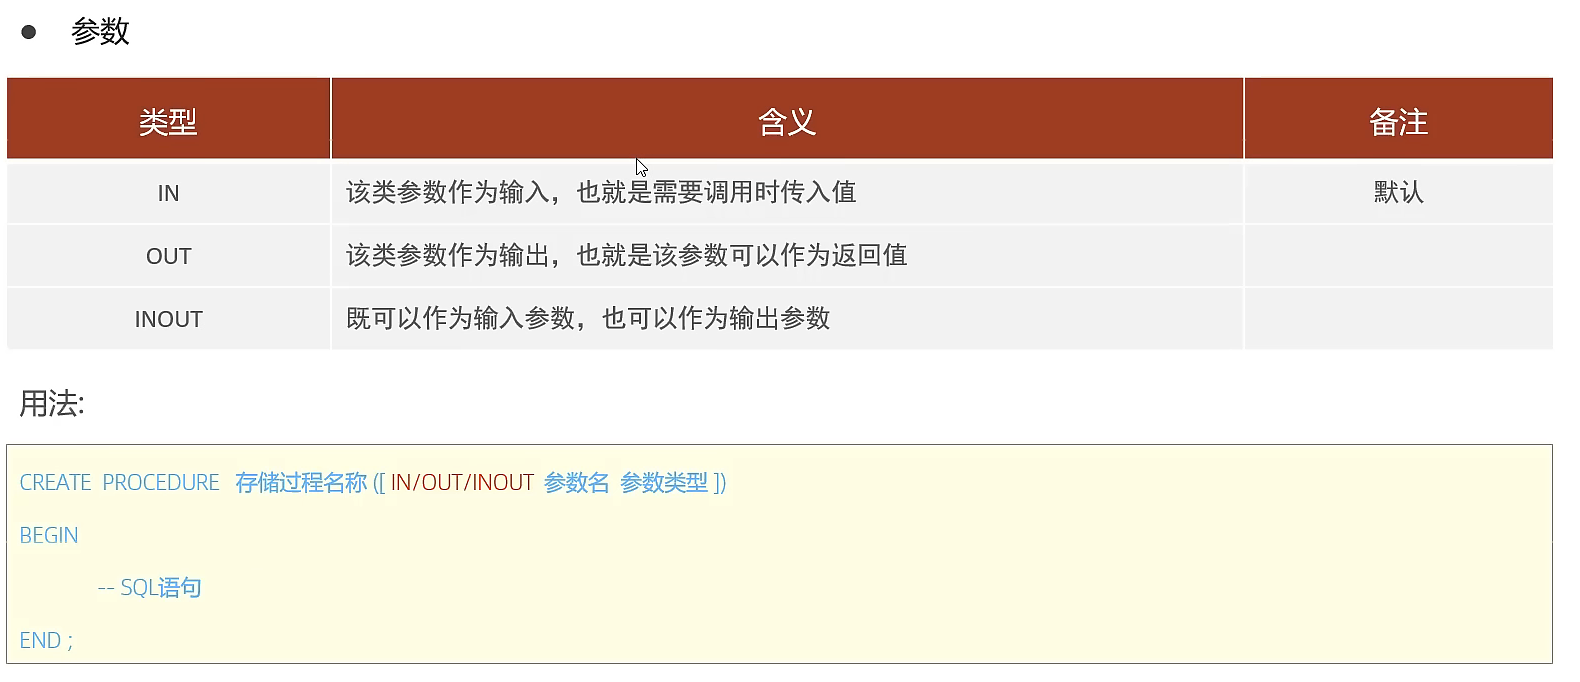 ● 参数
类型 含义 备注
IN 该类参数作为输入，也就是需要调用时传入值 默认
OUT 该类参数作为输出，也就是该参数可以作为返回值
INOUT 既可以作为输入参数，也可以作为输出参数
用法:
CREATE PROCEDURE 存储过程名称 ([ IN/OUT/INOUT 参数名 参数类型 ])
BEGIN
-- SQL语句
END ;